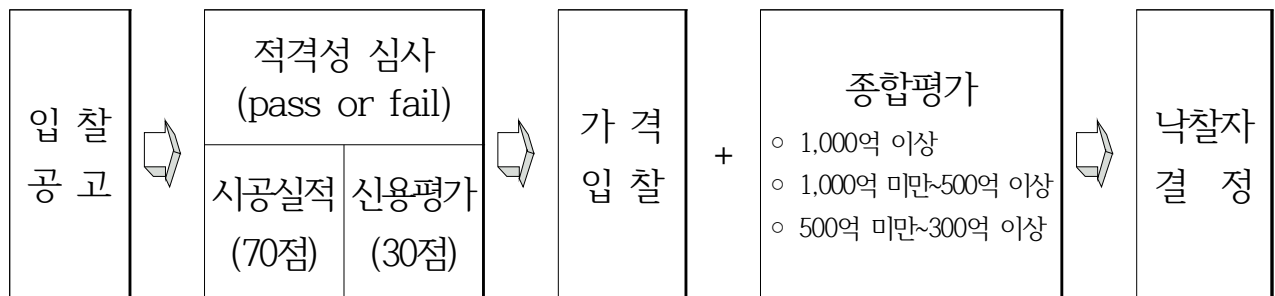 입 찰
공 고
적격성 심사
(pass or fail)
시공실적
(70점)
신용평가
(30점)
가 격
입 찰
+
종합평가
○ 1,000억 이상
○ 1,000억 미만~500억 이상
○ 500억 미만~300억 이상
낙찰자
결 정